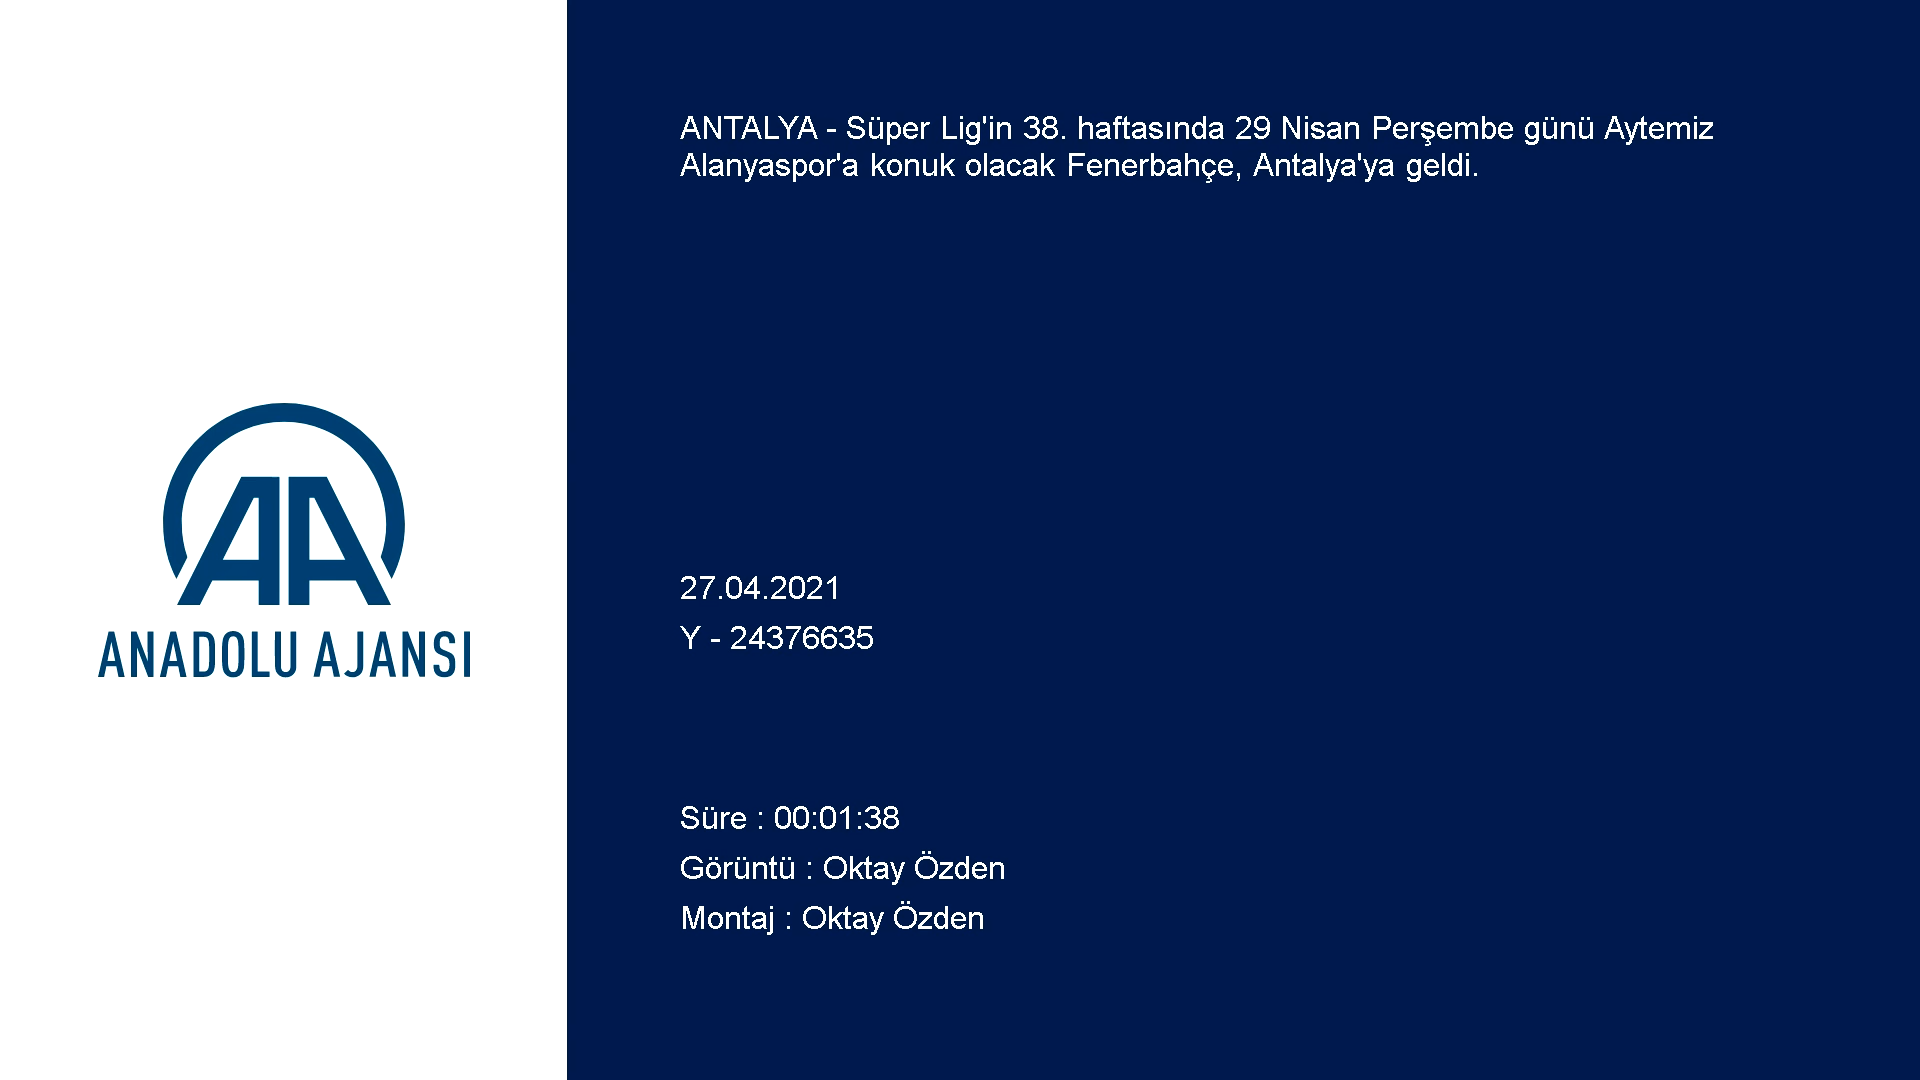 ANTALYA - Süper Lig'in 38. haftasında 29 Nisan Perşembe günü Aytemiz
Alanyaspor'a konuk olacak Fenerbahçe, Antalya'ya geldi.
AA
ANADOLU AJANSI
27.04.2021
Y - 24376635
Süre : 00:01:38
Görüntü : Oktay Özden
Montaj : Oktay Özden